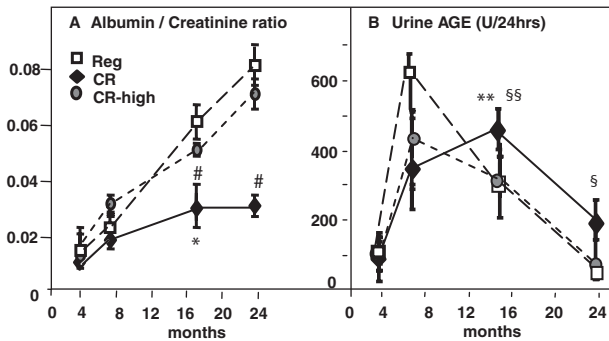 A Albumin / Creatinine ratio
Reg
CR
CR-high
0.08
0.06
0.04
0.02
0
#
#
*
0 4 8 12 16 20 24
months
B Urine AGE (U/24hrs)
600
400
200
0
** §§
§
0 4 8 12 16 20 24
months